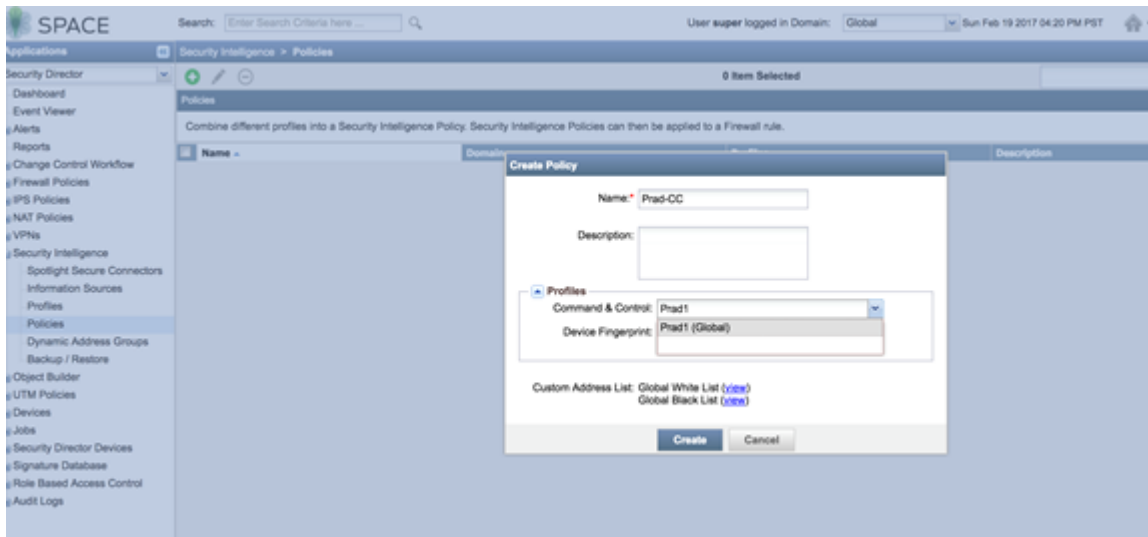 SPACE
Search: Enter Search Criteria here ...
User super logged in Domain: Global
Sun Feb 19 2017 04:20 PM PST
Applications
Security Intelligence > Policies
Security Director
0 Item Selected
Dashboard
Policies
Event Viewer
Combine different profiles into a Security Intelligence Policy. Security Intelligence Policies can then be applied to a Firewall rule.
Alerts
Reports
Name
Domain
Description
Change Control Workflow
Firewall Policies
IPS Policies
NAT Policies
VPNs
Security Intelligence
Spotlight Secure Connectors
Information Sources
Profiles
Policies
Dynamic Address Groups
Backup / Restore
Object Builder
UTM Policies
Devices
Jobs
Security Director Devices
Signature Database
Role Based Access Control
Audit Logs
Create Policy
Name:* Prad-CC
Description:
Profiles
Command & Control: Prad1
Device Fingerprint: Prad1 (Global)
Custom Address List: Global White List (view)
Global Black List (view)
Create
Cancel